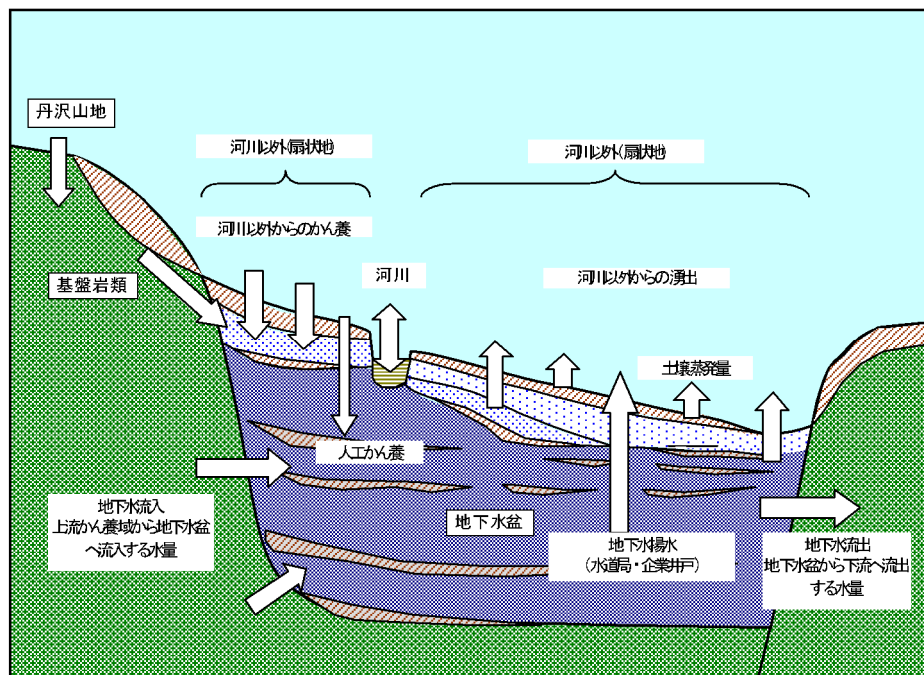 丹沢山地
河川以外(扇状地)
河川以外(扇状地)
河川以外からのかん養
河川
河川以外からの湧出
基盤岩類
土壌蒸発量
人工かん養
地下水流入
上流かん養域から地下水盆
へ流入する水量
地下水盆
地下水揚水
(水道局・企業井戸)
地下水流出
地下水盆から下流へ流出
する水量